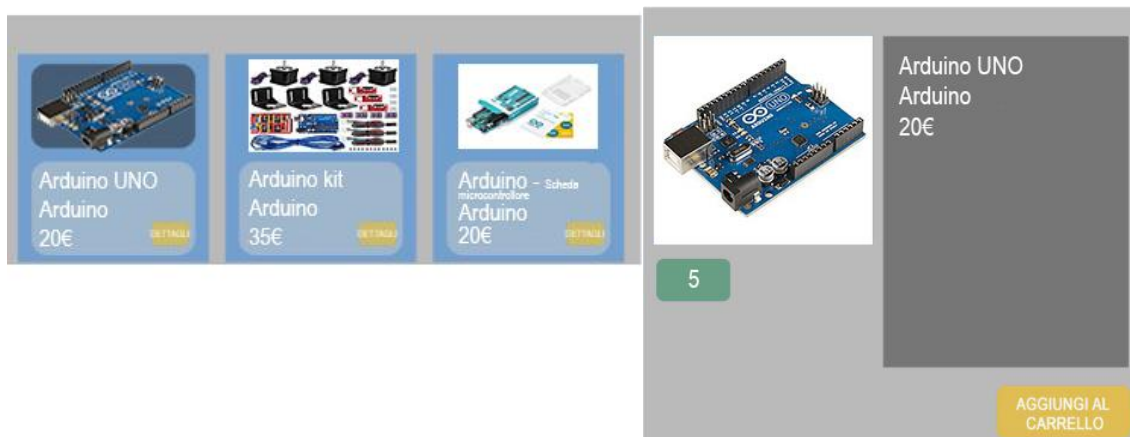 Arduino UNO
Arduino
20€
DETTAGLI
Arduino kit
Arduino
35€
DETTAGLI
Arduino - Scheda
microcontrollore
Arduino
20€
DETTAGLI
UNO
5
Arduino UNO
Arduino
20€
AGGIUNGI AL
CARRELLO